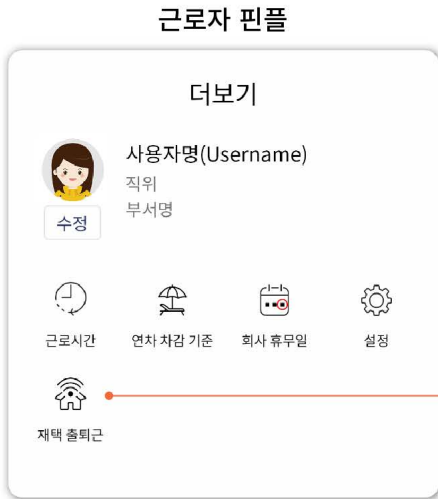 근로자 핀플
더보기
사용자명(Username)
직위
부서명
수정
근로시간 연차 차감 기준 회사 휴무일 설정
재택 출퇴근